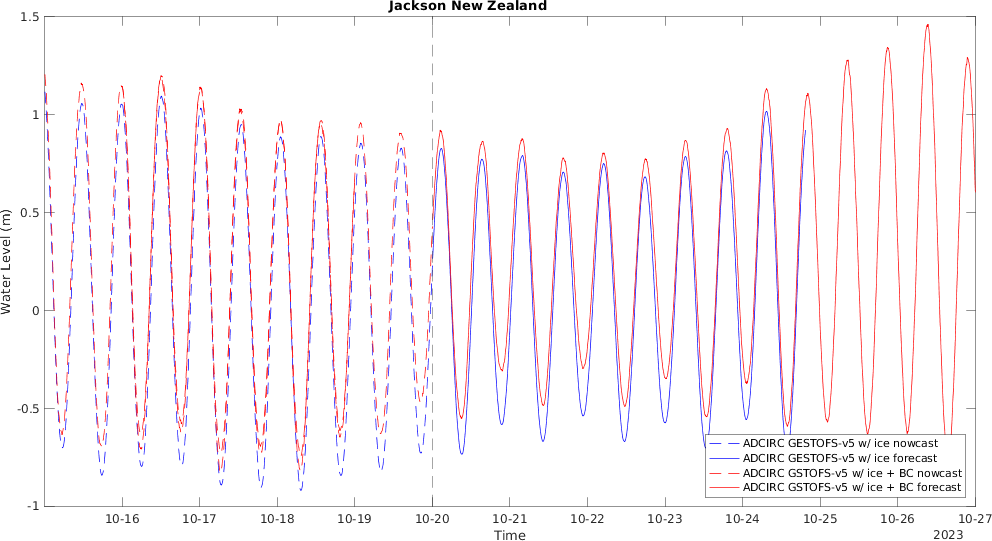 Jackson New Zealand
1.5
1
0.5
0
-0.5
-1
Water Level (m)
10-16
10-17
10-18
10-19
10-20
10-21
10-22
10-23
10-24
10-25
10-26
10-27
2023
Time
ADCIRC GESTOFS-v5 w/ ice nowcast
ADCIRC GESTOFS-v5 w/ ice forecast
ADCIRC GSTOFS-v5 w/ ice + BC nowcast
ADCIRC GSTOFS-v5 w/ ice + BC forecast